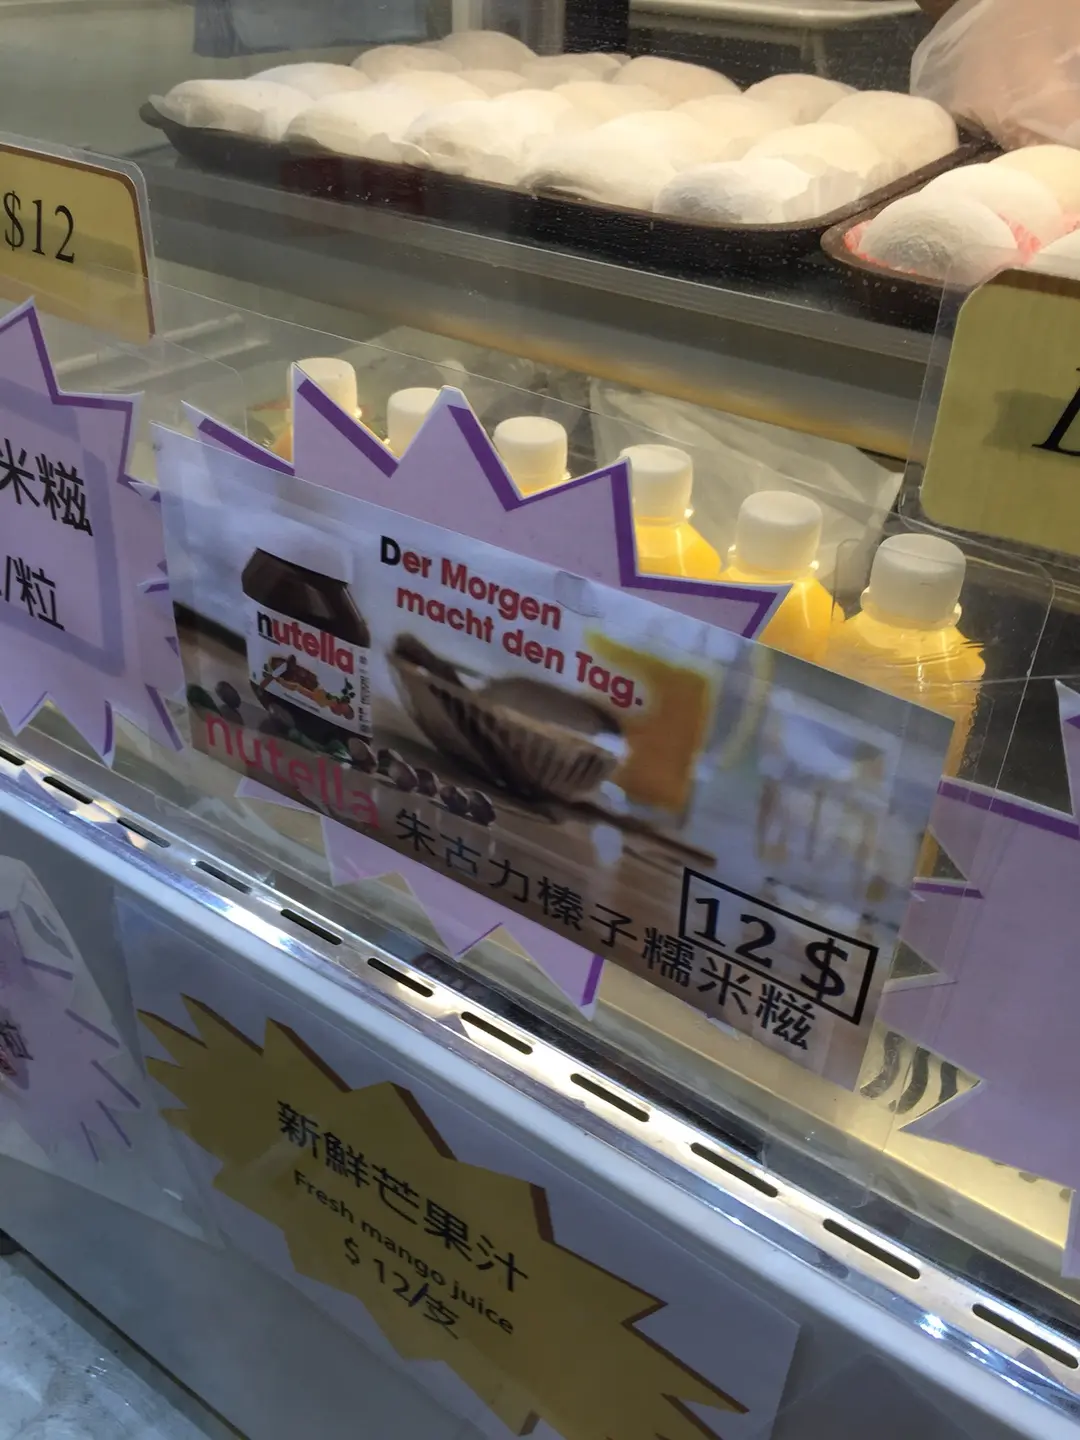 $12
米糍
/粒
Der Morgen
macht den Tag.
nutella
nutella
朱古力榛子糯米糍
12 $
新鮮芒果汁
Fresh mango juice
$ 12/支